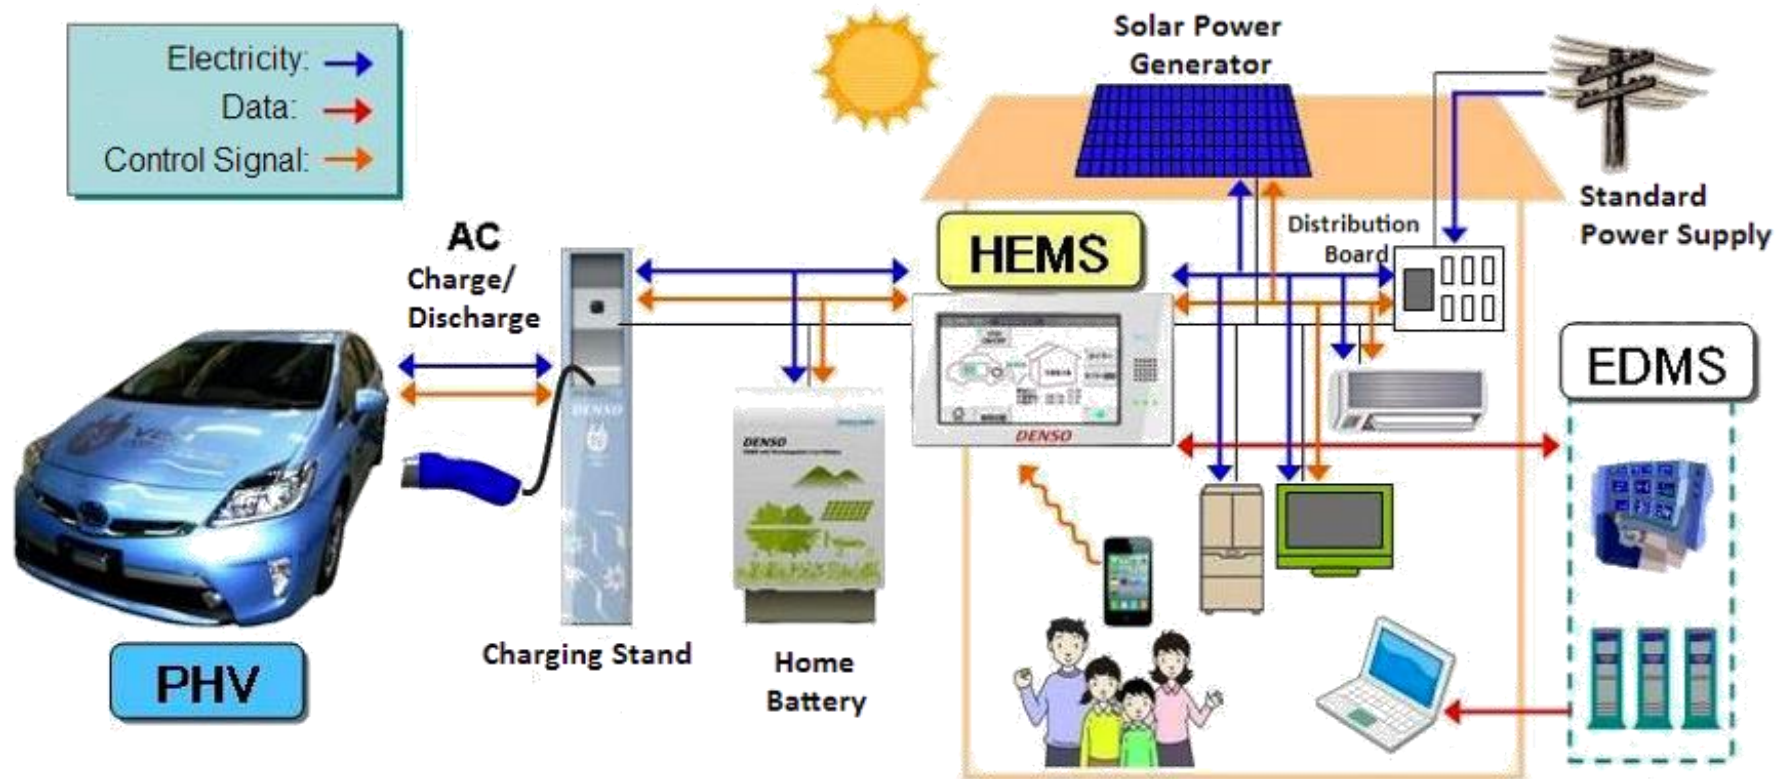 Electricity:
Data:
Control Signal:
Solar Power
Generator
Standard
Power Supply
AC
Charge/
Discharge
HEMS
Distribution
Board
EDMS
DENSO
DENSO
DENSO
PHV
Charging Stand
Home
Battery